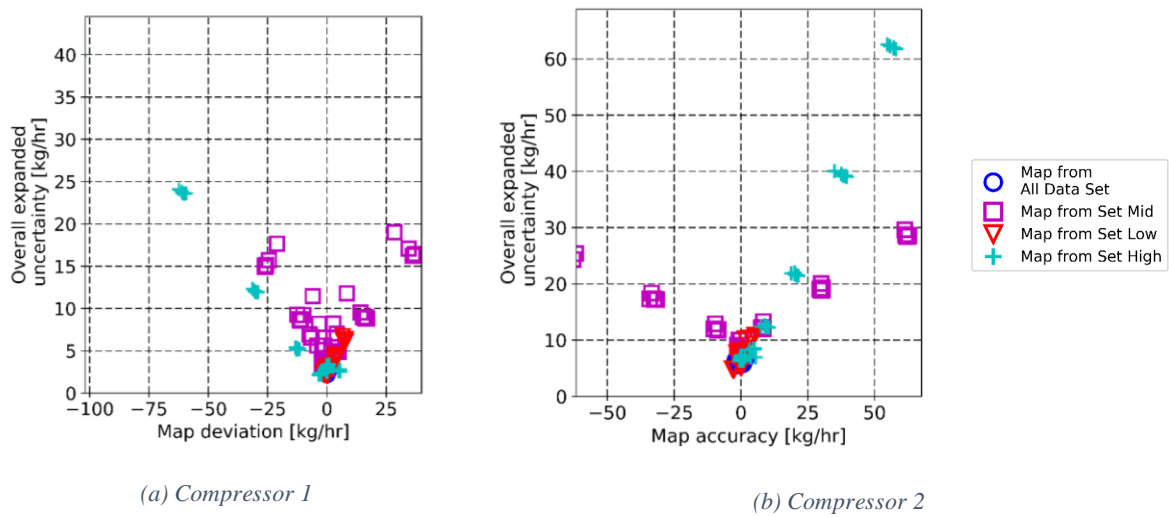 Overall expanded
uncertainty [kg/hr]
40
35
30
25
20
15
10
5
0
−100 −75 −50 −25 0 25
Map deviation [kg/hr]
(a) Compressor 1
Overall expanded
uncertainty [kg/hr]
60
50
40
30
20
10
0
−50 −25 0 25 50
Map accuracy [kg/hr]
(b) Compressor 2
Map from
All Data Set
Map from Set Mid
Map from Set Low
Map from Set High